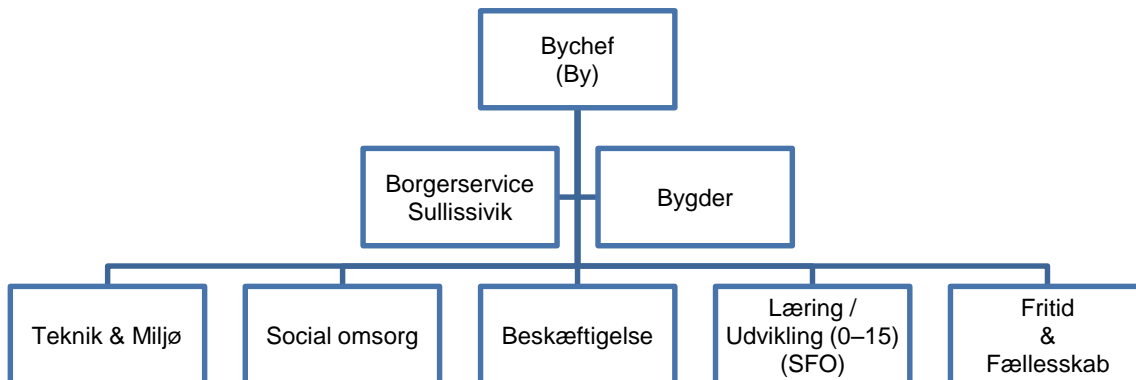 Bychef
(By)
Borgerservice
Sullissivik
Bygder
Teknik & Miljø
Social omsorg
Beskæftigelse
Læring /
Udvikling (0–15)
(SFO)
Fritid
&
Fællesskab